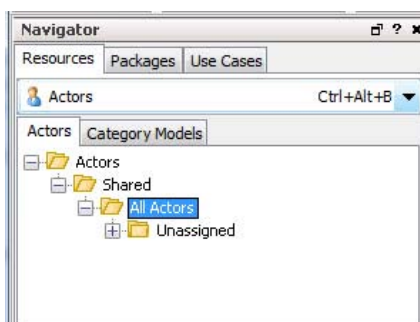 Navigator
Resources Packages Use Cases
Actors Ctrl+Alt+B
Actors Category Models
Actors
Shared
All Actors
Unassigned